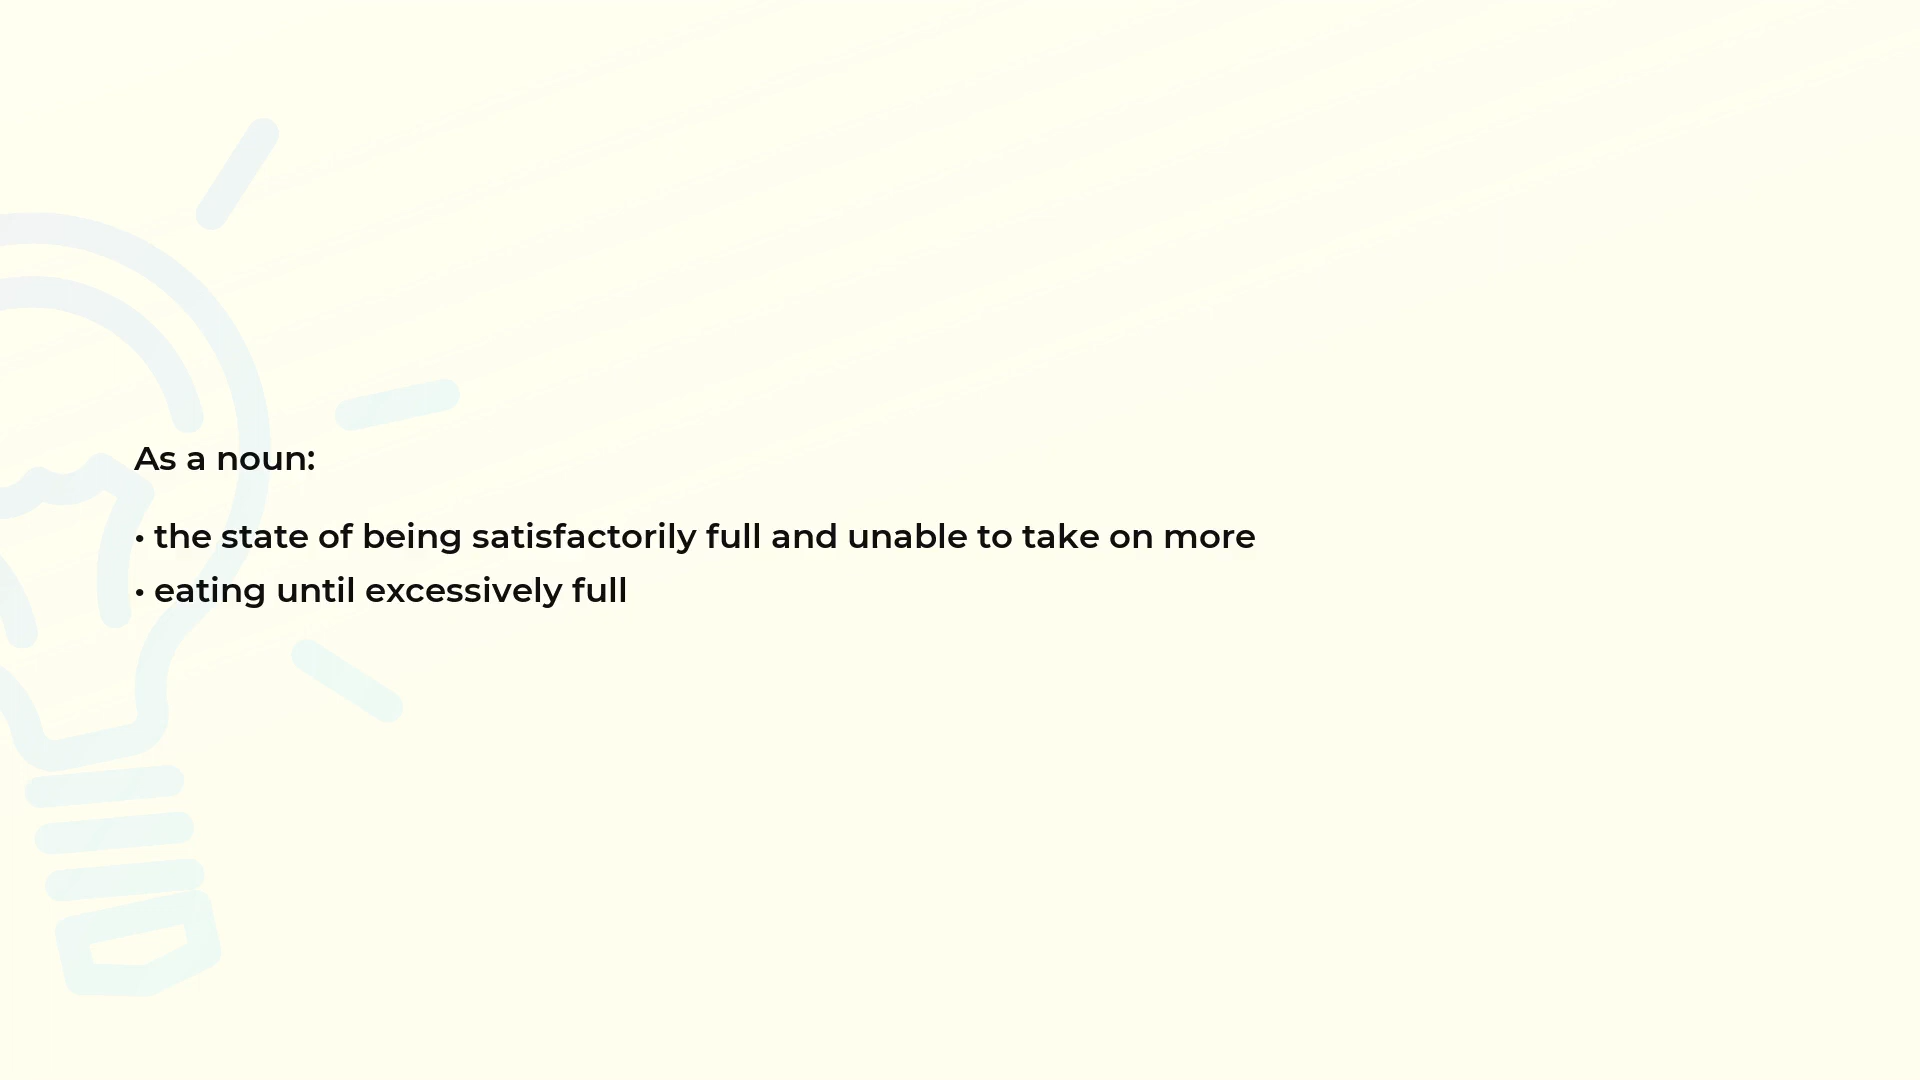 As a noun:
• the state of being satisfactorily full and unable to take on more
• eating until excessively full